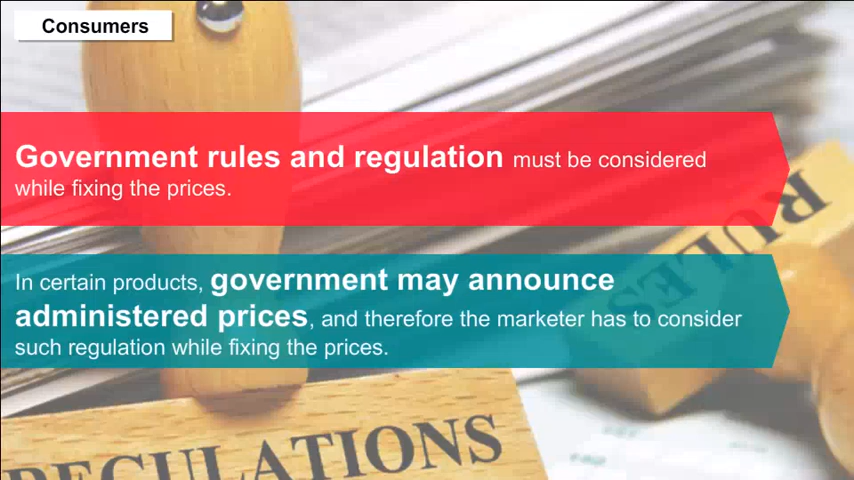 Consumers
Government rules and regulation must be considered
while fixing the prices.
In certain products, government may announce
administered prices, and therefore the marketer has to consider
such regulation while fixing the prices.
RULES
REGULATIONS